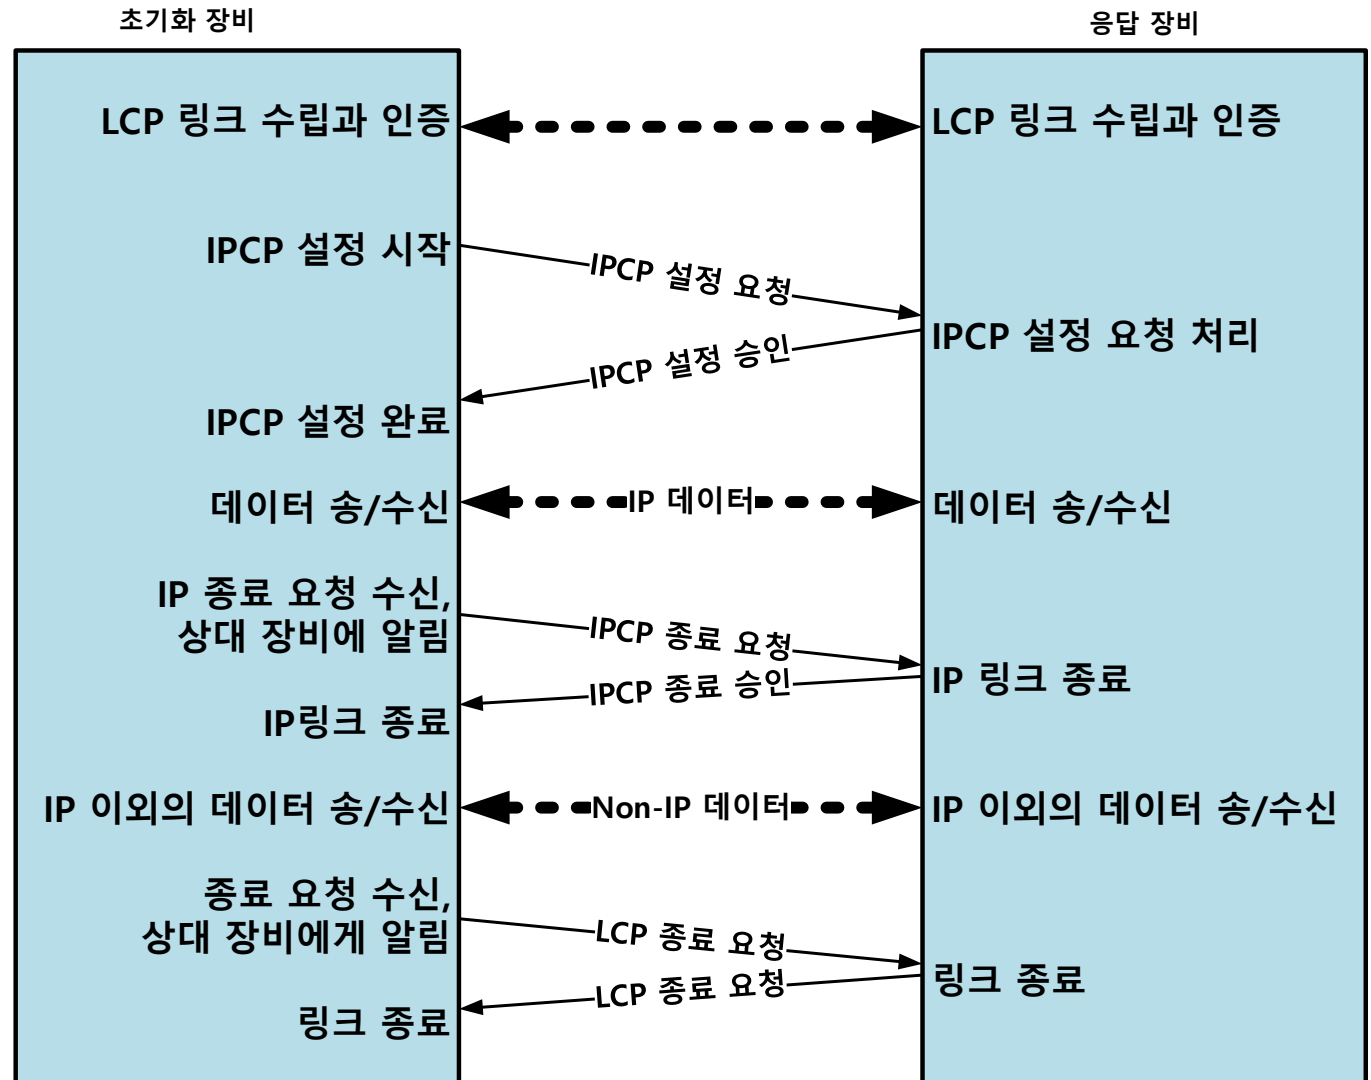 초기화 장비
응답 장비
LCP 링크 수립과 인증
LCP 링크 수립과 인증
IPCP 설정 시작
IPCP 설정 요청
IPCP 설정 요청 처리
IPCP 설정 승인
IPCP 설정 완료
데이터 송/수신
IP 데이터
데이터 송/수신
IP 종료 요청 수신,
상대 장비에 알림
IPCP 종료 요청
IP 링크 종료
IPCP 종료 승인
IP링크 종료
IP 이외의 데이터 송/수신
Non-IP 데이터
IP 이외의 데이터 송/수신
종료 요청 수신,
상대 장비에게 알림
LCP 종료 요청
링크 종료
LCP 종료 요청
링크 종료